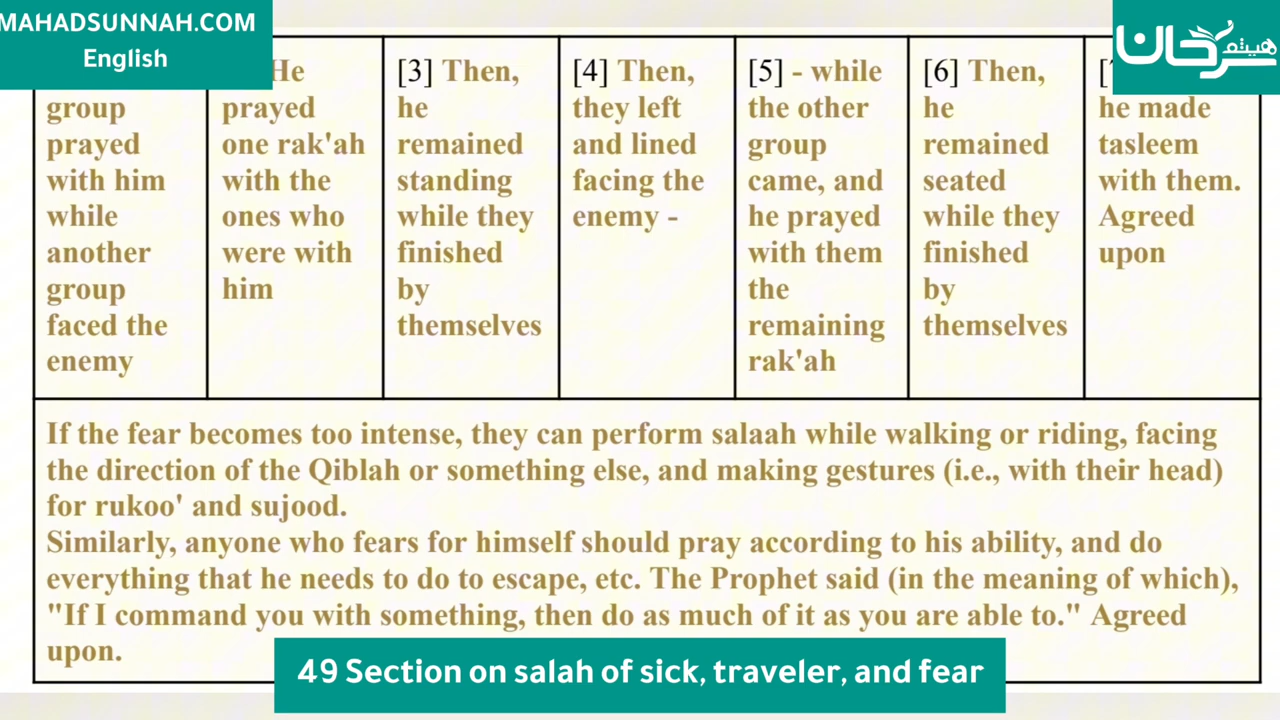 MAHADSUNNAH.COM
English
هيثم
سرحان
group
prayed
with him
while
another
group
faced the
enemy
He
prayed
one rak'ah
with the
ones who
were with
him
[3] Then,
he
remained
standing
while they
finished
by
themselves
[4] Then,
they left
and lined
facing the
enemy -
[5] - while
the other
group
came, and
he prayed
with them
the
remaining
rak'ah
[6] Then,
he
remained
seated
while they
finished
by
themselves
he made
tasleem
with them.
Agreed
upon
If the fear becomes too intense, they can perform salaah while walking or riding, facing
the direction of the Qiblah or something else, and making gestures (i.e., with their head)
for rukoo' and sujood.
Similarly, anyone who fears for himself should pray according to his ability, and do
everything that he needs to do to escape, etc. The Prophet said (in the meaning of which),
"If I command you with something, then do as much of it as you are able to." Agreed
upon.
49 Section on salah of sick, traveler, and fear